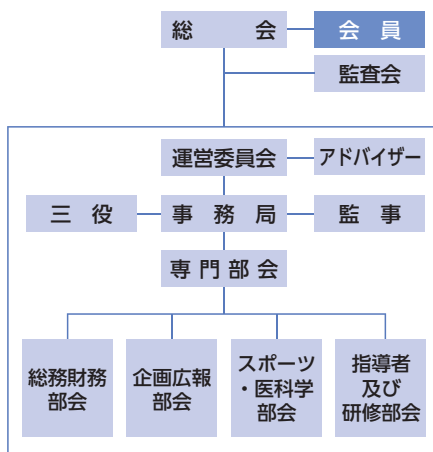 総会
会員
監査会
運営委員会
アドバイザー
三役
事務局
監事
専門部会
総務財務
部会
企画広報
部会
スポーツ
・医科学
部会
指導者
及び
研修部会